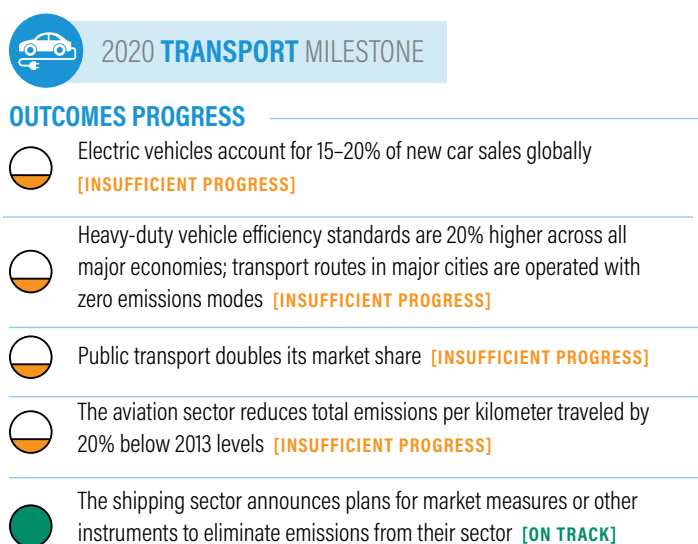 2020 TRANSPORT MILESTONE
OUTCOMES PROGRESS
Electric vehicles account for 15–20% of new car sales globally
[INSUFFICIENT PROGRESS]
Heavy-duty vehicle efficiency standards are 20% higher across all
major economies; transport routes in major cities are operated with
zero emissions modes [INSUFFICIENT PROGRESS]
Public transport doubles its market share [INSUFFICIENT PROGRESS]
The aviation sector reduces total emissions per kilometer traveled by
20% below 2013 levels [INSUFFICIENT PROGRESS]
The shipping sector announces plans for market measures or other
instruments to eliminate emissions from their sector [ON TRACK]